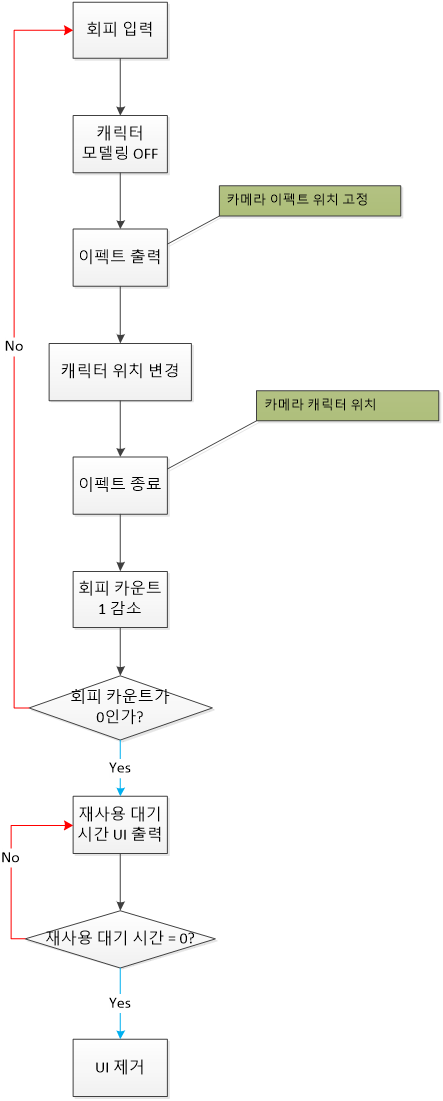 회피 입력
캐릭터
모델링 OFF
카메라 이펙트 위치 고정
이펙트 출력
No
캐릭터 위치 변경
카메라 캐릭터 위치
이펙트 종료
회피 카운트
1 감소
회피 카운트가
0인가?
Yes
재사용 대기
시간 UI 출력
No
재사용 대기 시간 = 0?
Yes
UI 제거